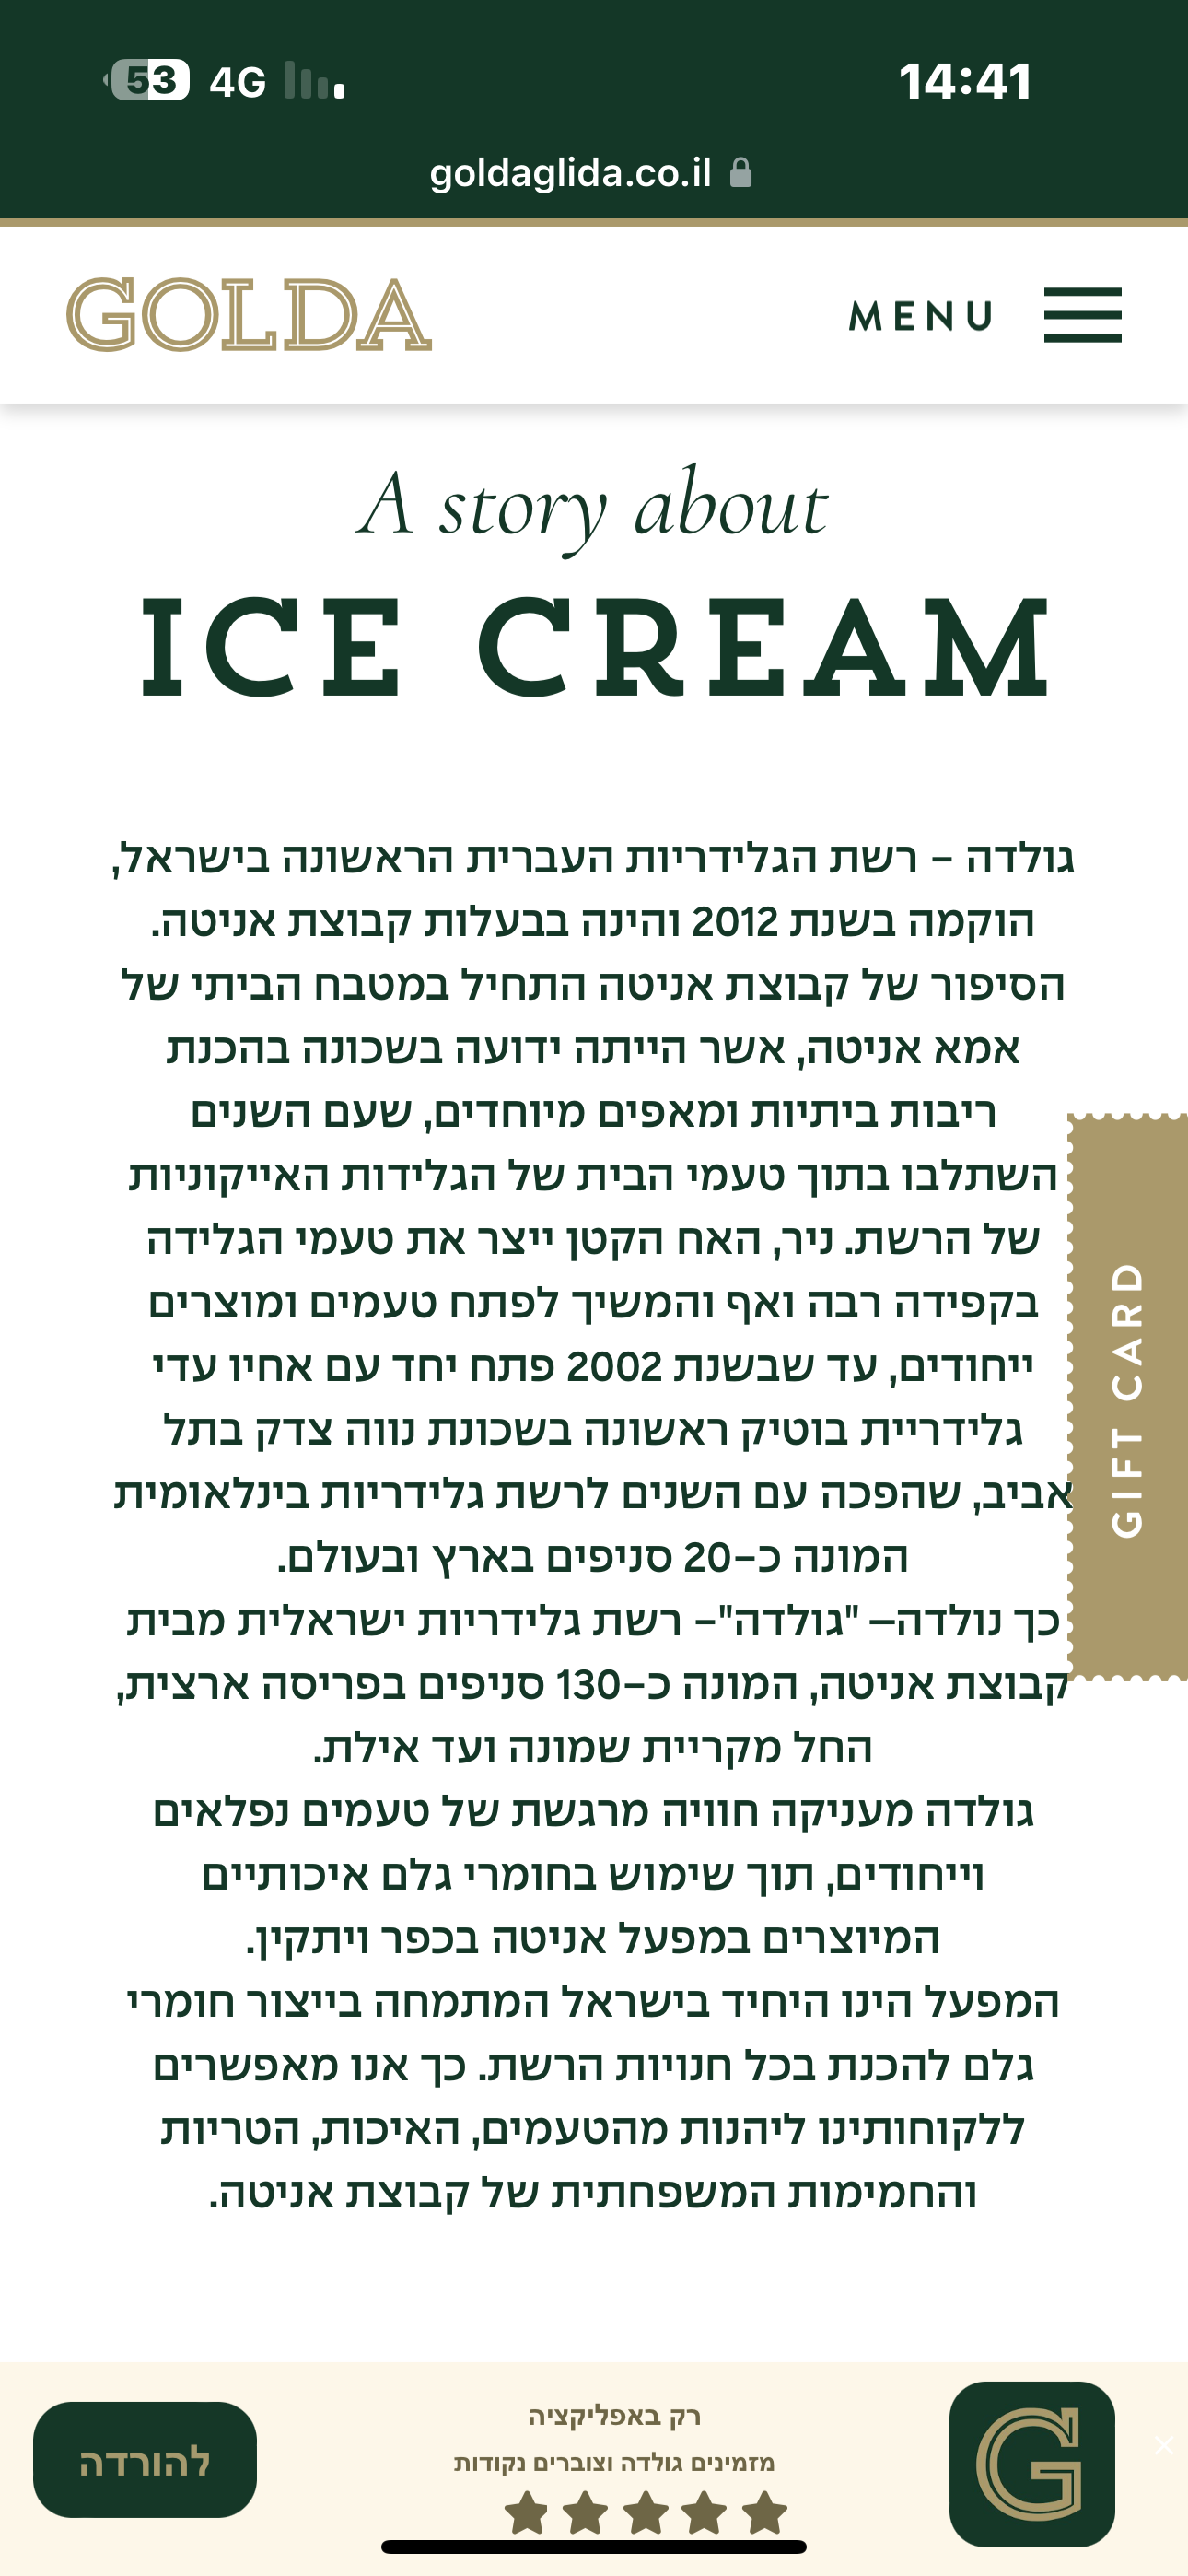 14:41
4G
53
goldaglida.co.il
GOLDA
MENU
A story about
ICE CREAM
גולדה – רשת הגלידריות העברית הראשונה בישראל,
הוקמה בשנת 2012 והינה בבעלות קבוצת אניטה.
הסיפור של קבוצת אניטה התחיל במטבח הביתי של
אמא אניטה, אשר הייתה ידועה בשכונה בהכנת
ריבות ביתיות ומאפים מיוחדים, שעם השנים
השתלבו בתוך טעמי הבית של הגלידות האייקוניות
של הרשת. ניר, האח הקטן ייצר את טעמי הגלידה
בקפידה רבה ואף והמשיך לפתח טעמים ומוצרים
ייחודים, עד שבשנת 2002 פתח יחד עם אחיו עדי
גלידריית בוטיק ראשונה בשכונת נווה צדק בתל
אביב, שהפכה עם השנים לרשת גלידריות בינלאומית
המונה כ–20 סניפים בארץ ובעולם.
כך נולדה— "גולדה"– רשת גלידריות ישראלית מבית
קבוצת אניטה, המונה כ–130 סניפים בפריסה ארצית,
החל מקריית שמונה ועד אילת.
גולדה מעניקה חוויה מרגשת של טעמים נפלאים
וייחודים, תוך שימוש בחומרי גלם איכותיים
המיוצרים במפעל אניטה בכפר ויתקין.
המפעל הינו היחיד בישראל המתמחה בייצור חומרי
גלם להכנת בכל חנויות הרשת. כך אנו מאפשרים
ללקוחותינו ליהנות מהטעמים, האיכות, הטריות
והחמימות המשפחתית של קבוצת אניטה.
GIFT CARD
G
רק באפליקציה
מזמינים גולדה וצוברים נקודות
להורדה